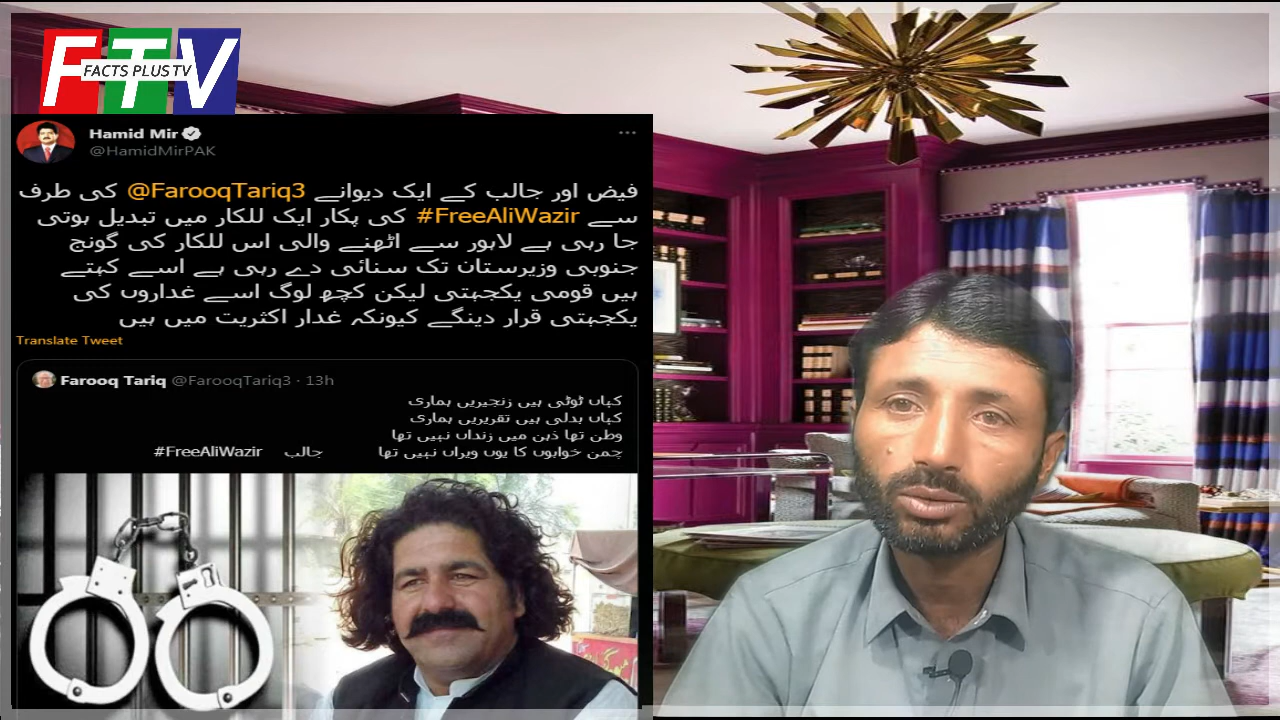 FTV
FACTS PLUS TV
Hamid Mir
@HamidMirPAK
فیض اور جالب کے ایک دیوانے @FarooqTariq3 کی طرف
سے #FreeAliWazir کی پکار ایک للکار میں تبدیل ہوتی
جا رہی ہے لاہور سے اٹھنے والی اس للکار کی گونج
جنوبی وزیرستان تک سنائی دے رہی ہے اسے کہتے
ہیں قومی یکجہتی لیکن کچھ لوگ اسے غداروں کی
یکجہتی قرار دینگے کیونکہ غدار اکثریت میں ہیں
Translate Tweet
Farooq Tariq @FarooqTariq3 · 13h
کہاں ٹوٹی ہیں زنجیریں ہماری
کہاں بدلی ہیں تقریریں ہماری
وطن تھا ذہن میں زنداں نہیں تھا
چمن خوابوں کا یوں ویراں نہیں تھا جالب #FreeAliWazir